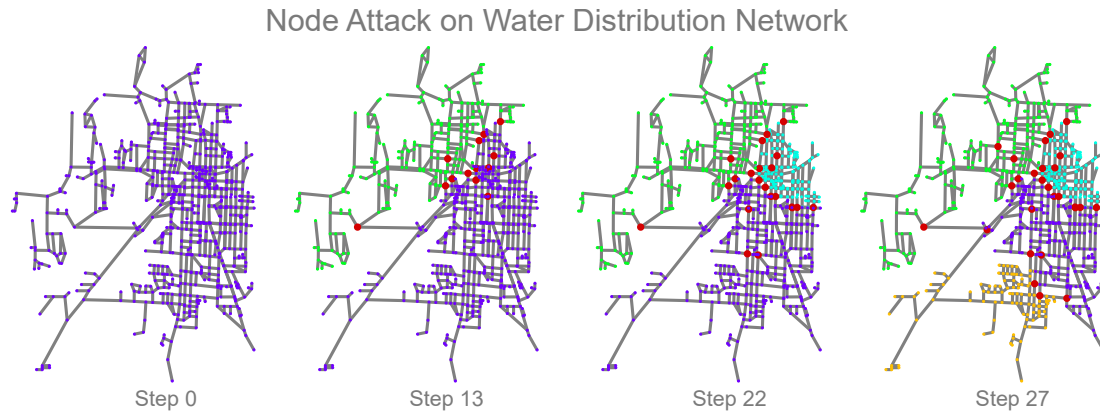 Node Attack on Water Distribution Network
Step 0
Step 13
Step 22
Step 27